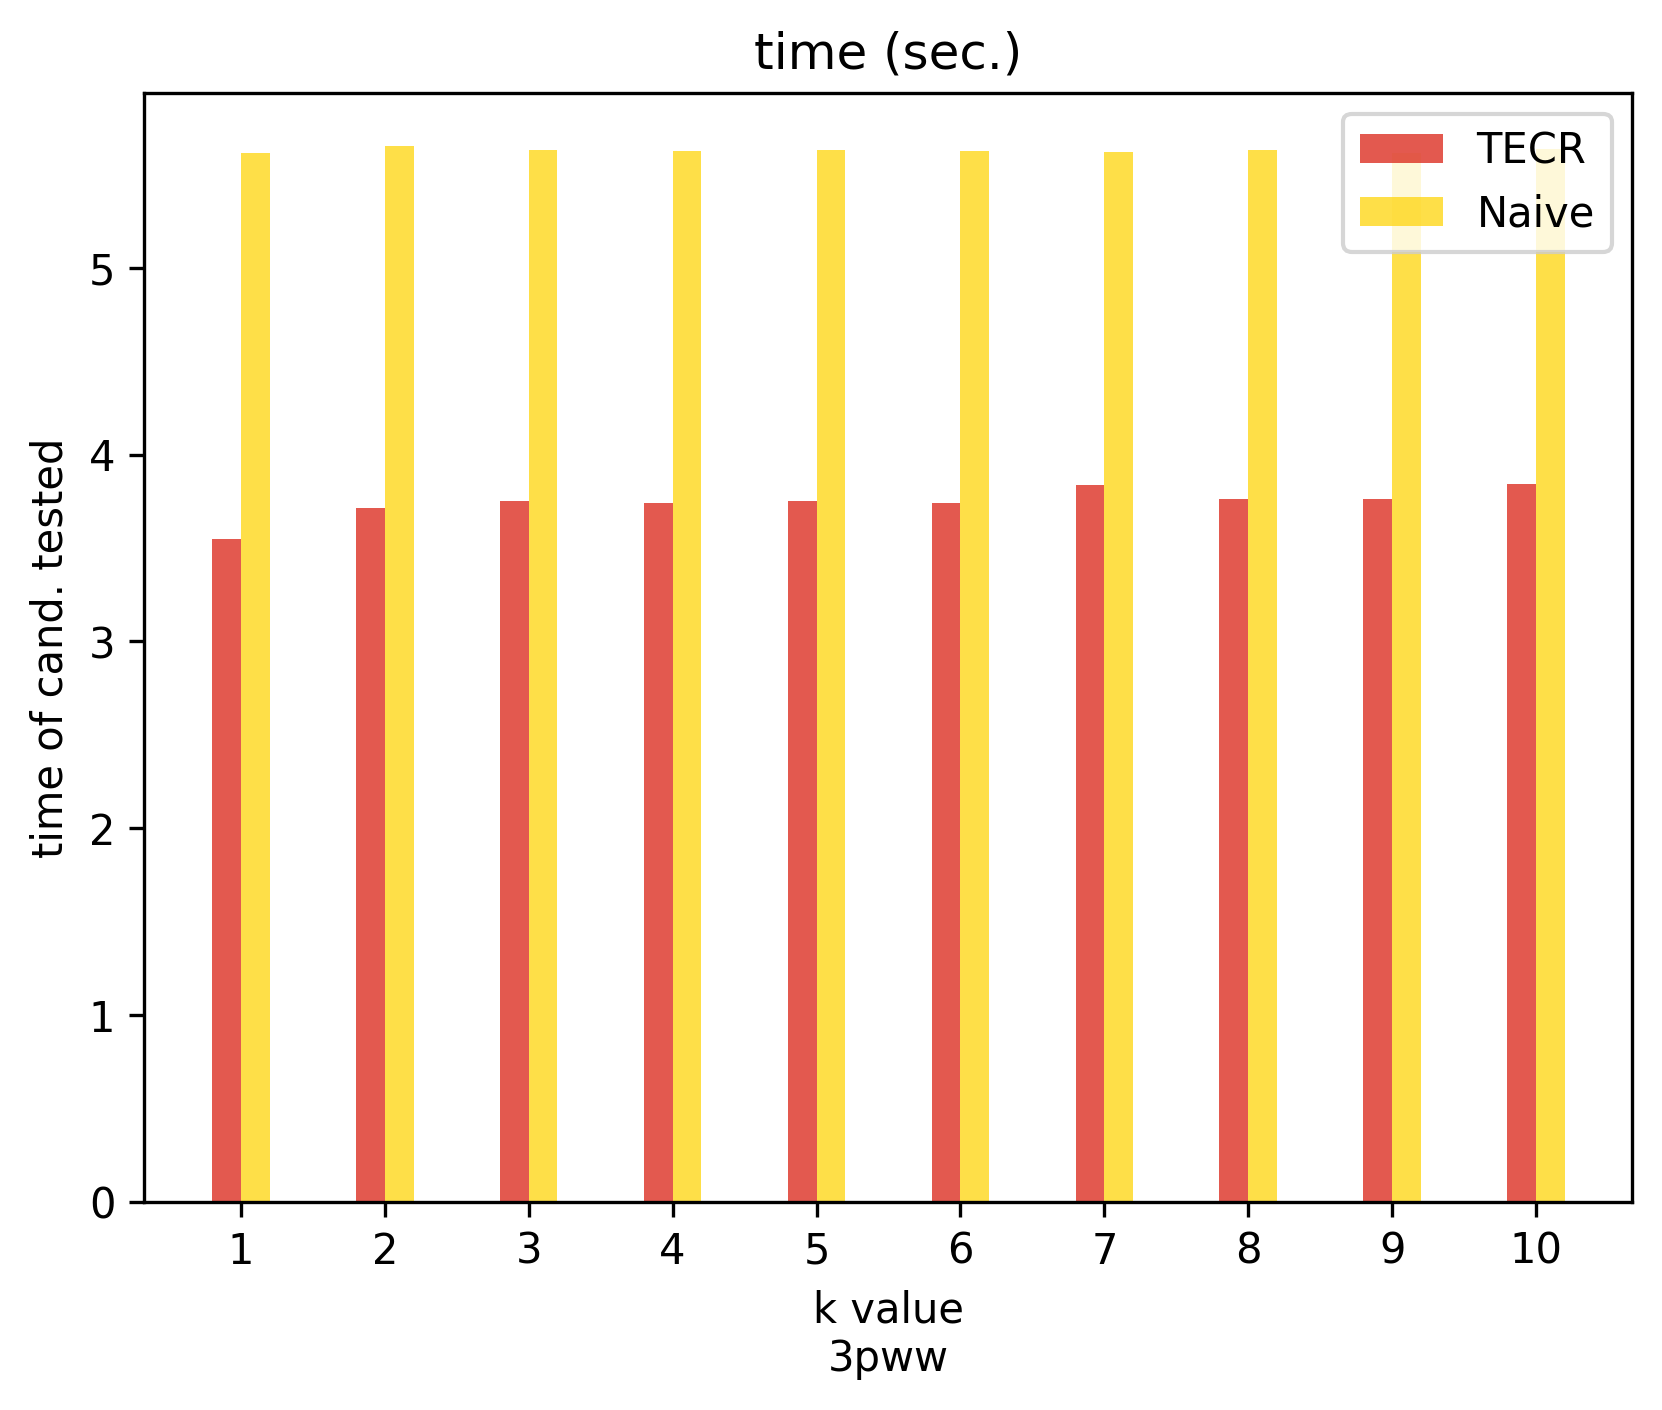 time (sec.)
TECR
Naive
time of cand. tested
5
4
3
2
1
0
1 2 3 4 5 6 7 8 9 10
k value
3pww